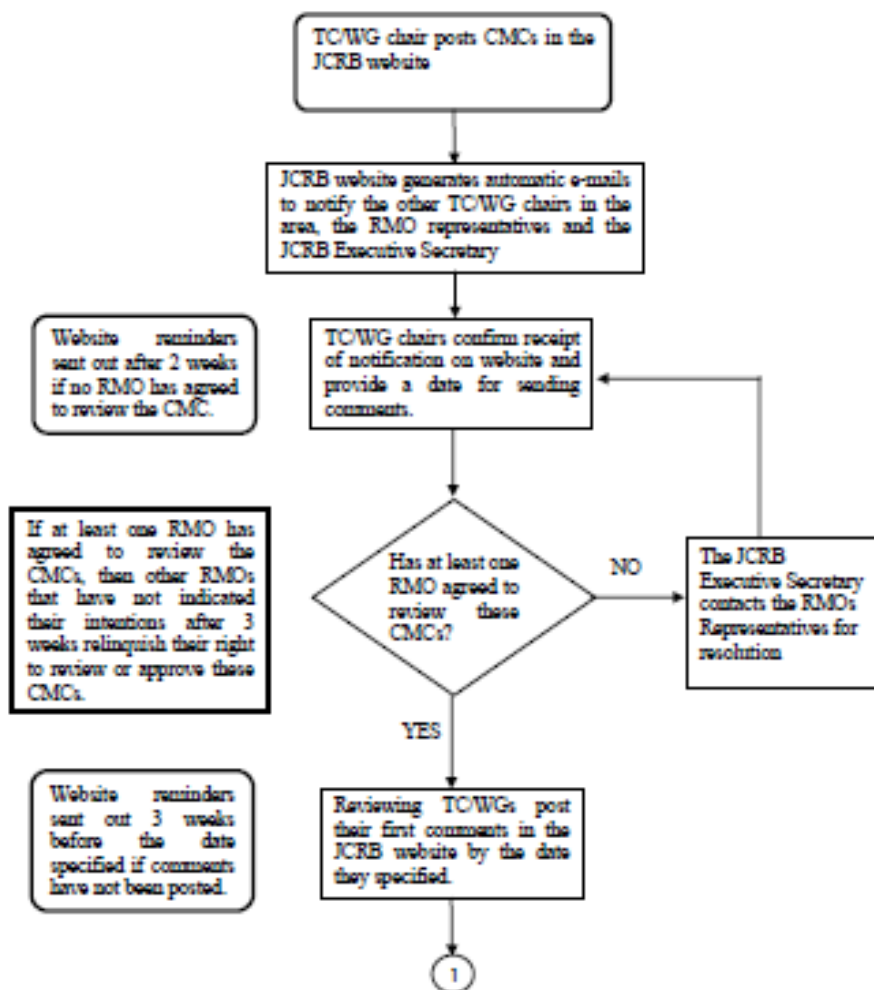 TC/WG chair posts CMCs in the
JCRB website
JCRB website generates automatic e-mails
to notify the other TC/WG chairs in the
area, the RMO representatives and the
JCRB Executive Secretary
Website reminders
sent out after 2 weeks
if no RMO has agreed
to review the CMC.
TC/WG chairs confirm receipt
of notification on website and
provide a date for sending
comments.
If at least one RMO has
agreed to review the
CMCs, then other RMOs
that have not indicated
their intentions after 3
weeks relinquish their right
to review or approve these
CMCs.
Has at least one
RMO agreed to
review these
CMCs?
NO
The JCRB
Executive Secretary
contacts the RMOs
Representatives for
resolution
YES
Website reminders
sent out 3 weeks
before the date
specified if comments
have not been posted.
Reviewing TC/WGs post
their first comments in the
JCRB website by the date
they specified.
1